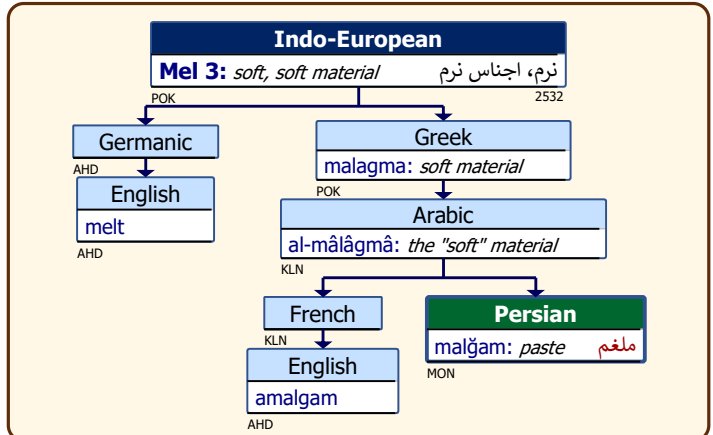 Indo-European
Mel 3: soft, soft material نرم، اجناس نرم
POK 2532
Germanic
AHD
English
melt
AHD
Greek
malagma: soft material
POK
Arabic
al-mâlâgmâ: the "soft" material
KLN
French
KLN
English
amalgam
AHD
Persian
malğam: paste ملغم
MON